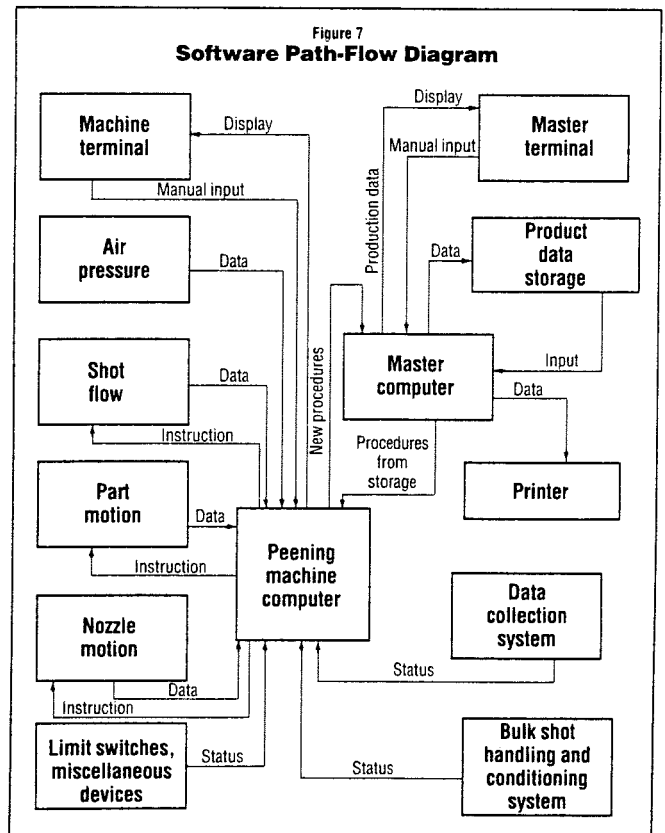 Figure 7
Software Path-Flow Diagram
Machine
terminal
Display
Manual input
Air
pressure
Data
Shot
flow
Data
Instruction
Part
motion
Data
Instruction
Nozzle
motion
Data
Instruction
Limit switches,
miscellaneous
devices
Status
Peening
machine
computer
New procedures
Production data
Display
Manual input
Master
terminal
Data
Product
data
storage
Input
Master
computer
Data
Procedures
from
storage
Printer
Data
collection
system
Status
Bulk shot
handling and
conditioning
system
Status